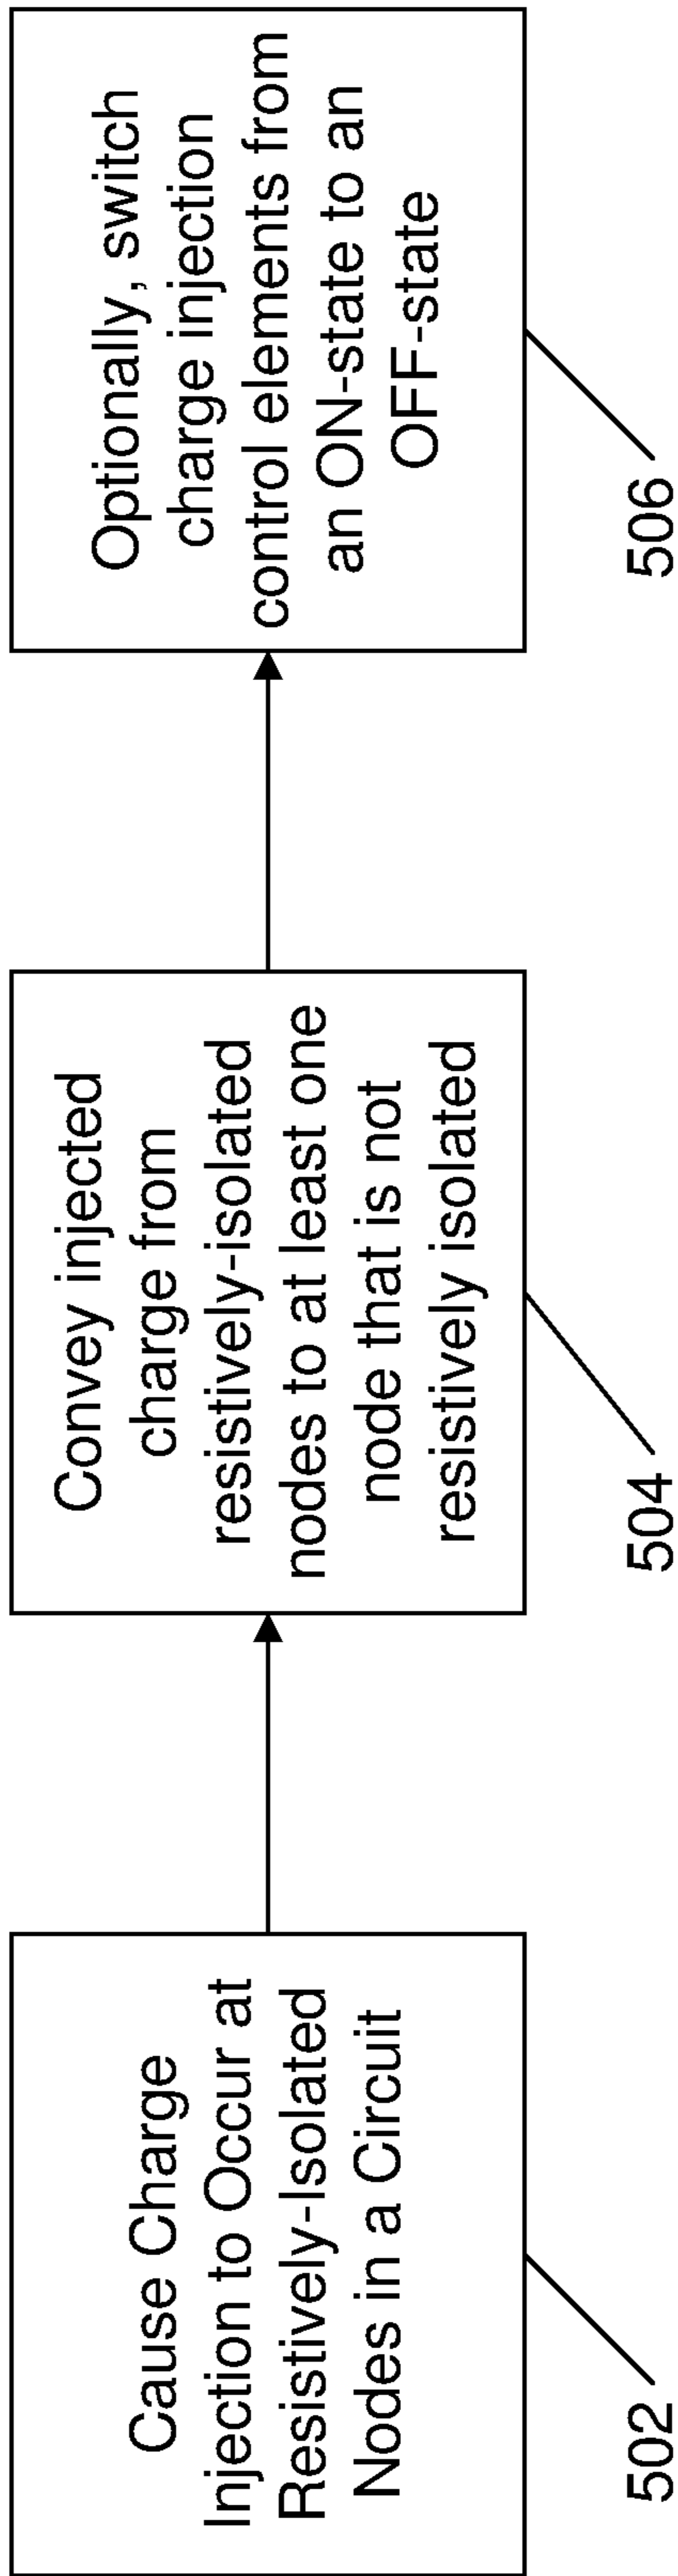 Cause Charge
Injection to Occur at
Resistively-Isolated
Nodes in a Circuit
502
Convey injected
charge from
resistively-isolated
nodes to at least one
node that is not
resistively isolated
504
Optionally, switch
charge injection
control elements from
an ON-state to an
OFF-state
506